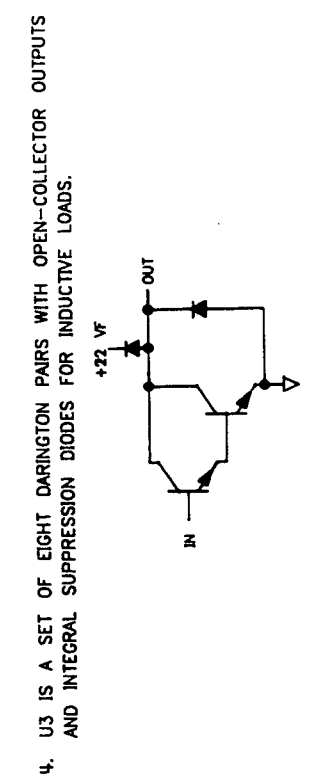 4. U3 IS A SET OF EIGHT DARINGTON PAIRS WITH OPEN-COLLECTOR OUTPUTS
AND INTEGRAL SUPPRESSION DIODES FOR INDUCTIVE LOADS.
+22 VF
OUT
IN